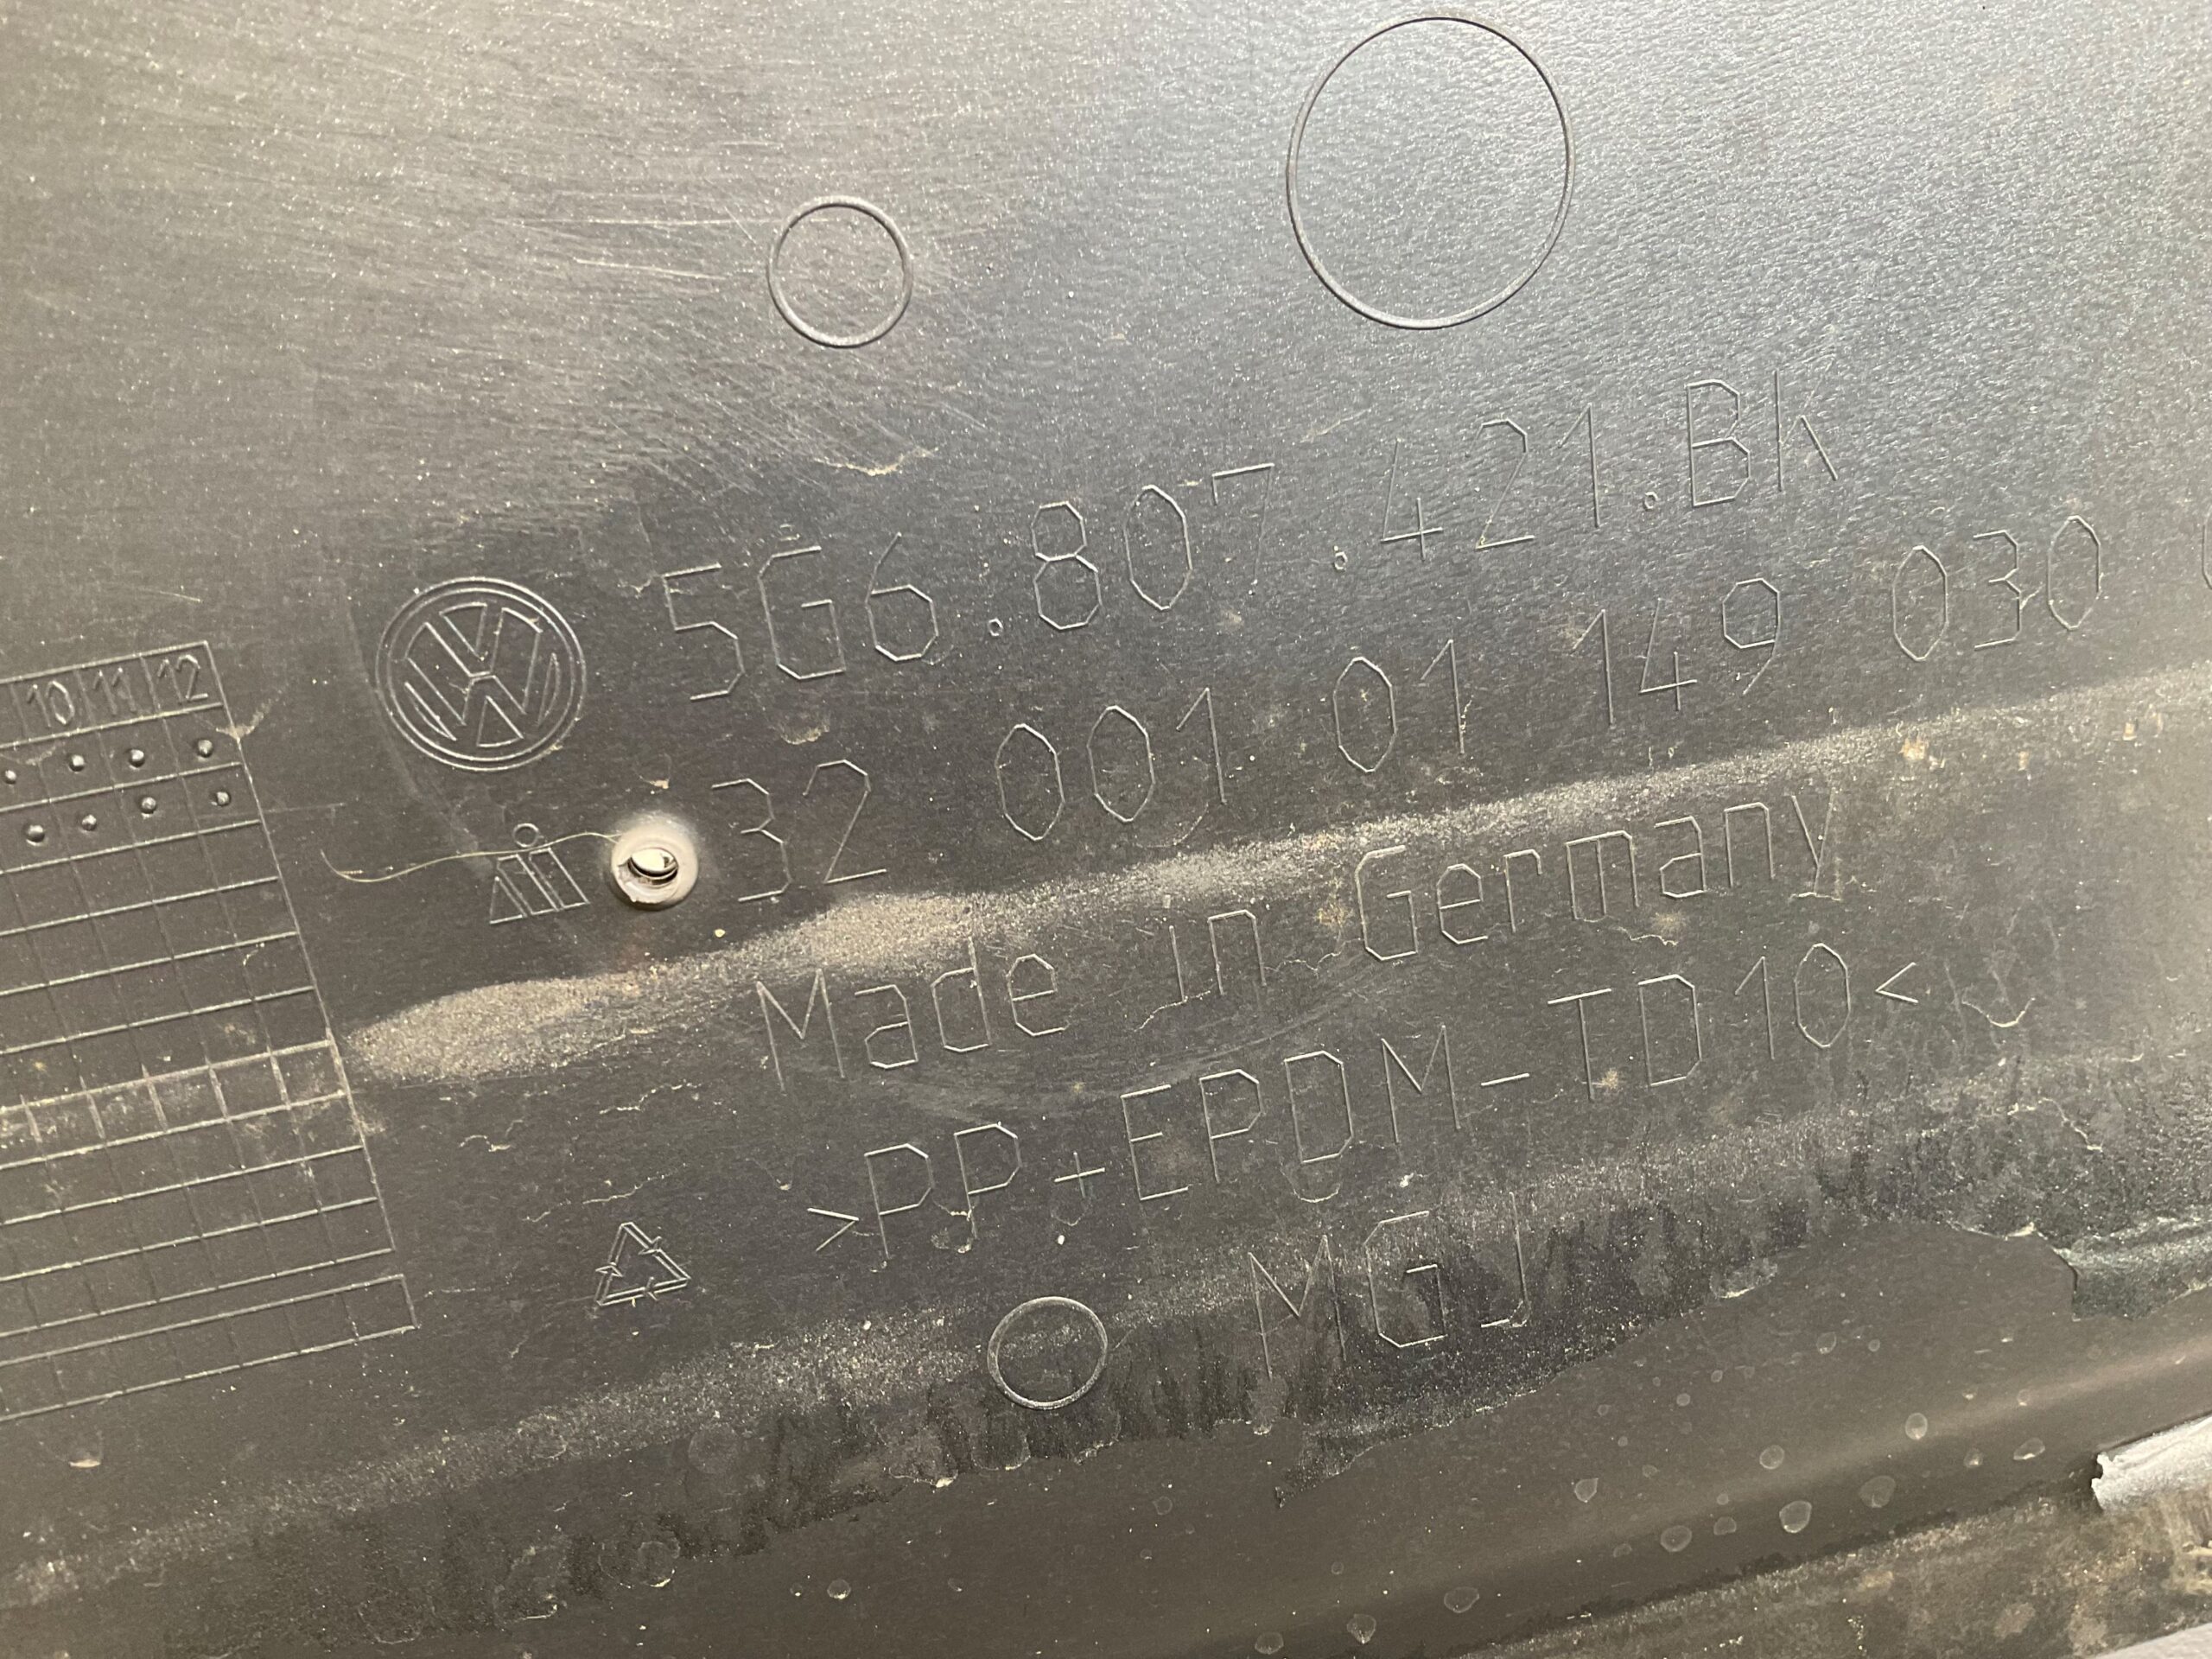 5G6.807.421.BK
32 001 01 149 030
Made in Germany
>PP+EPDM-TD10<
MGJ
10 11 12